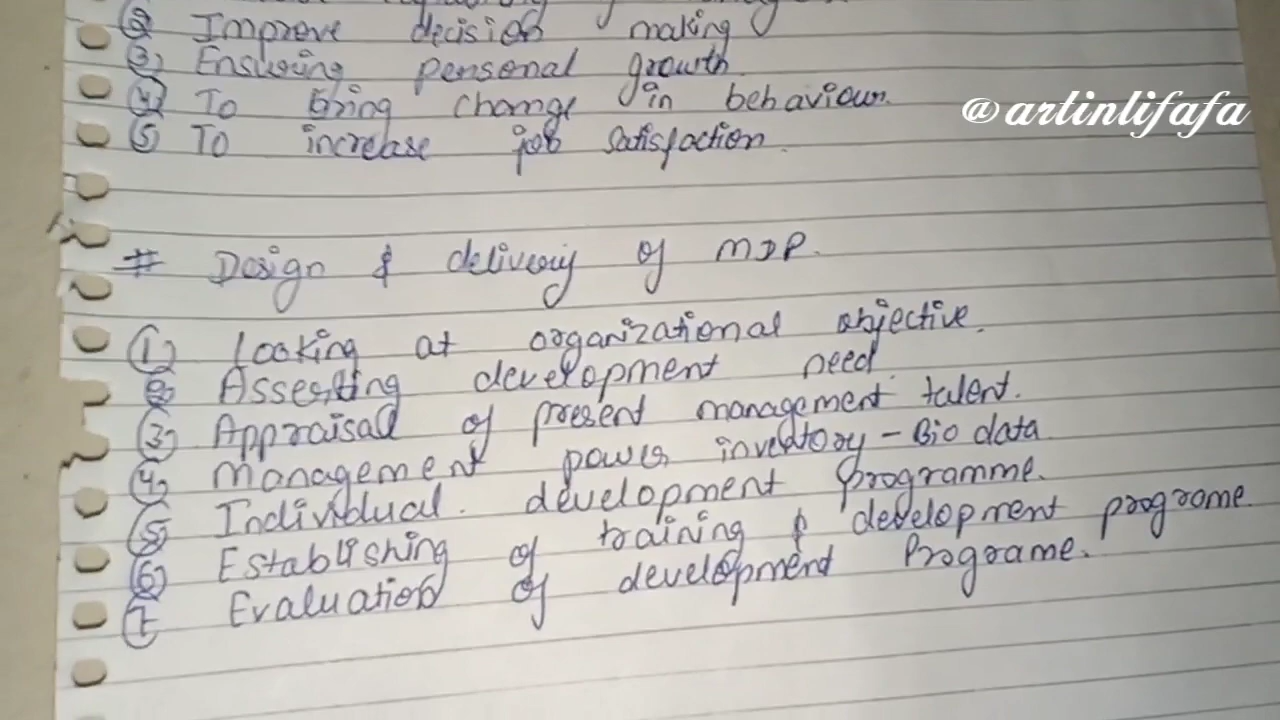 ② Improve decision making
③ Ensuring personal growth
④ To bring change in behaviour.
⑤ To increase job satisfaction.
@artinlifafa
# Design & delivery of MDP.
① Looking at organizational objective.
② Assessting development need.
③ Appraisal of present management talent.
④ Management power inventory - Bio data
⑤ Individual. development programme.
⑥ Establishing of training & development programe.
⑦ Evaluation of development Programe.